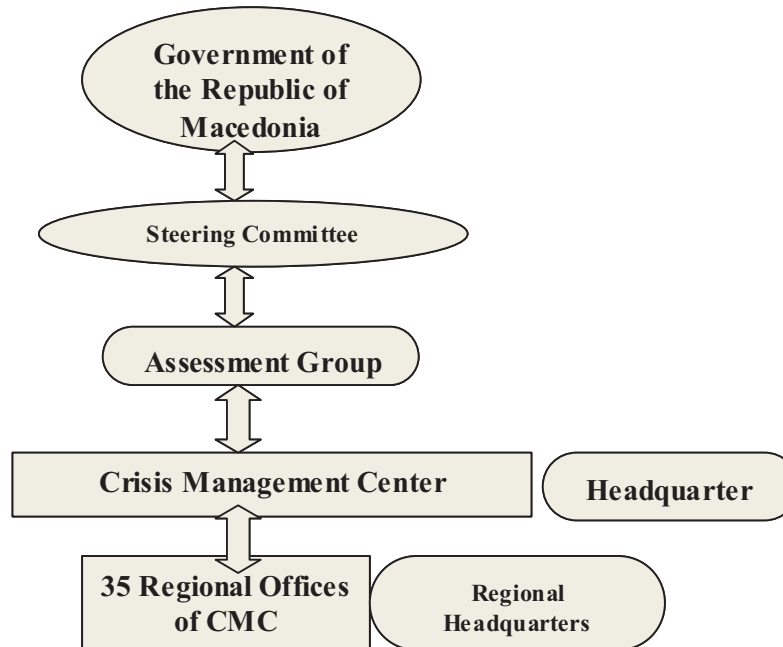 Government of
the Republic of
Macedonia
Steering Committee
Assessment Group
Crisis Management Center
Headquarter
35 Regional Offices
of CMC
Regional
Headquarters